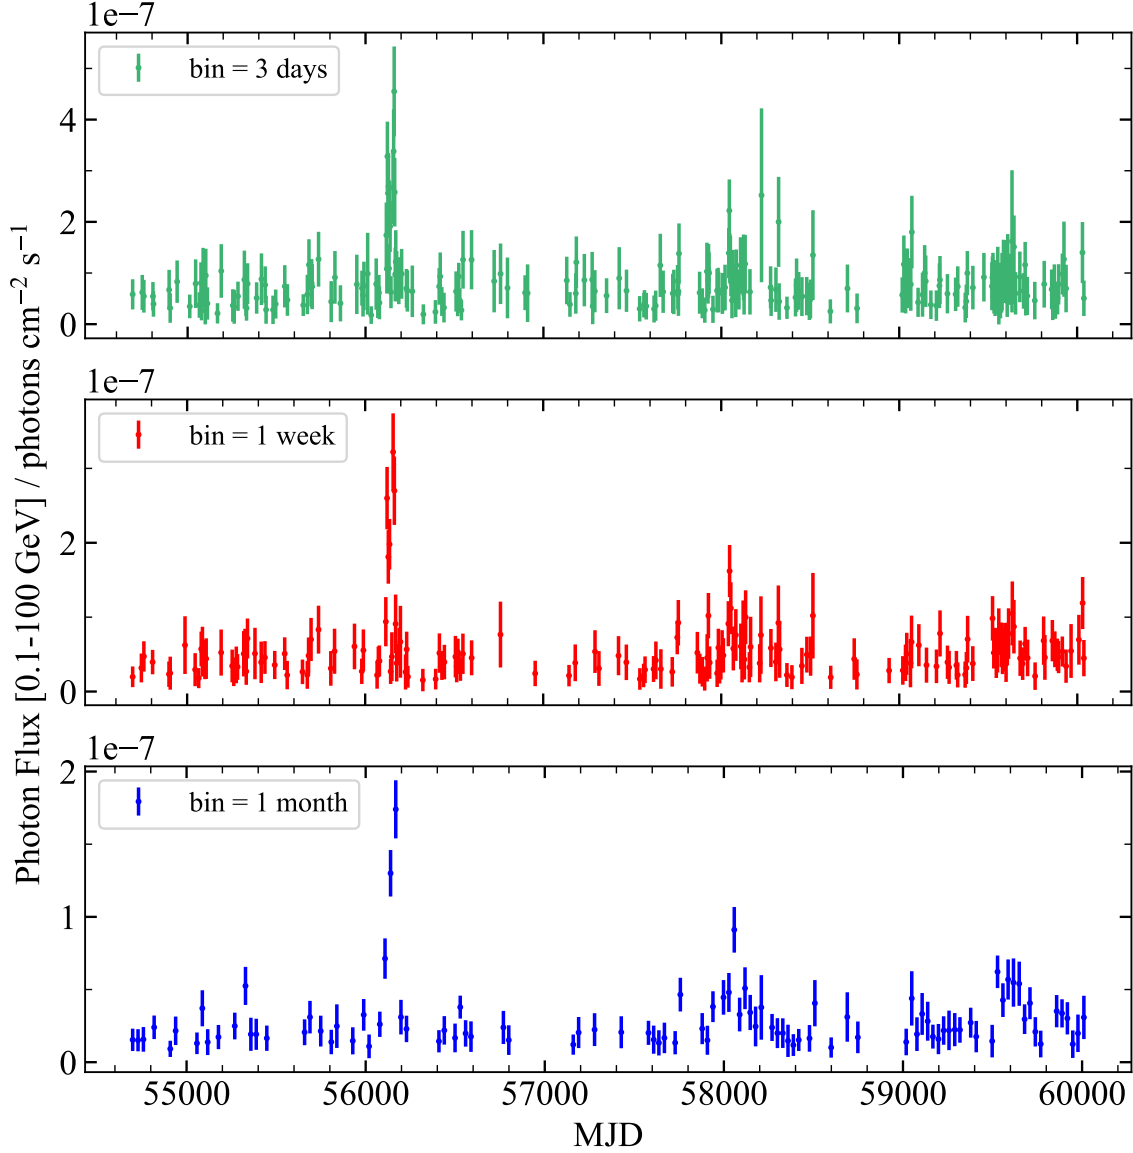 1e−7
bin = 3 days
4
2
0
1e−7
bin = 1 week
2
0
1e−7
2
bin = 1 month
1
0
55000 56000 57000 58000 59000 60000
MJD
Photon Flux [0.1-100 GeV] / photons cm−2 s−1